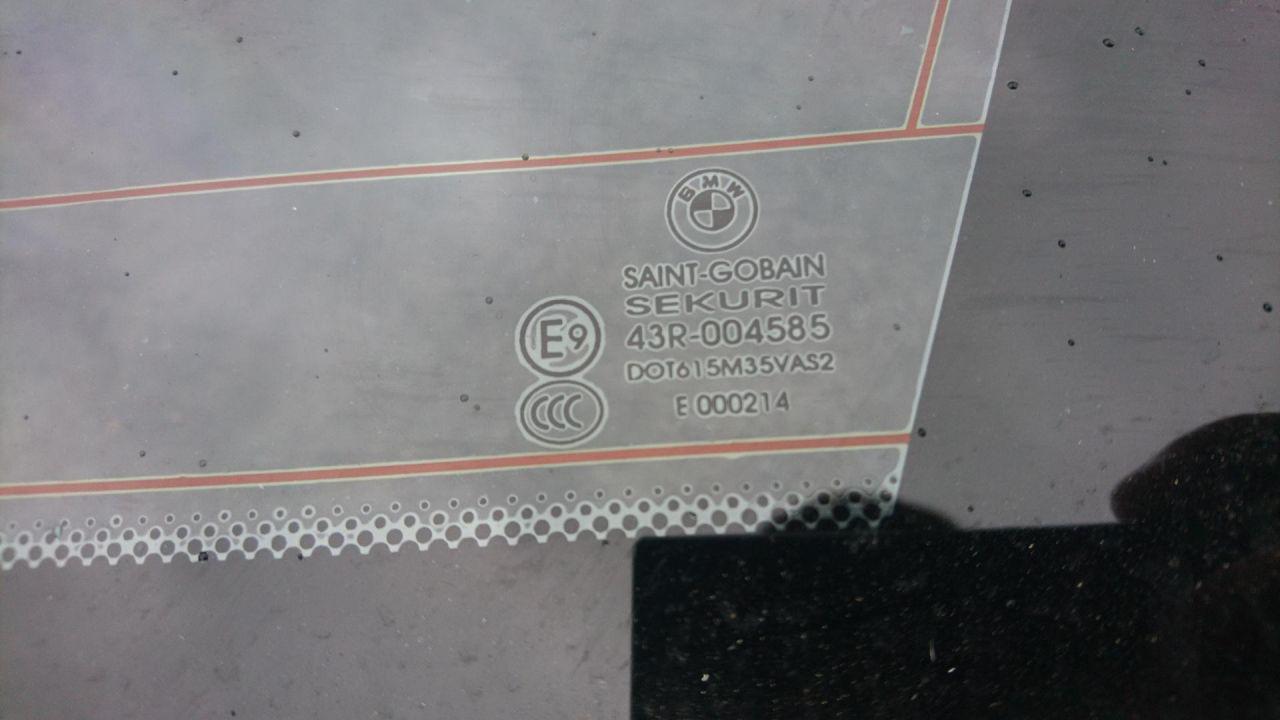 BMW
SAINT-GOBAIN
SEKURIT
E9
43R-004585
DOT615M35VAS2
CCC
E 000214